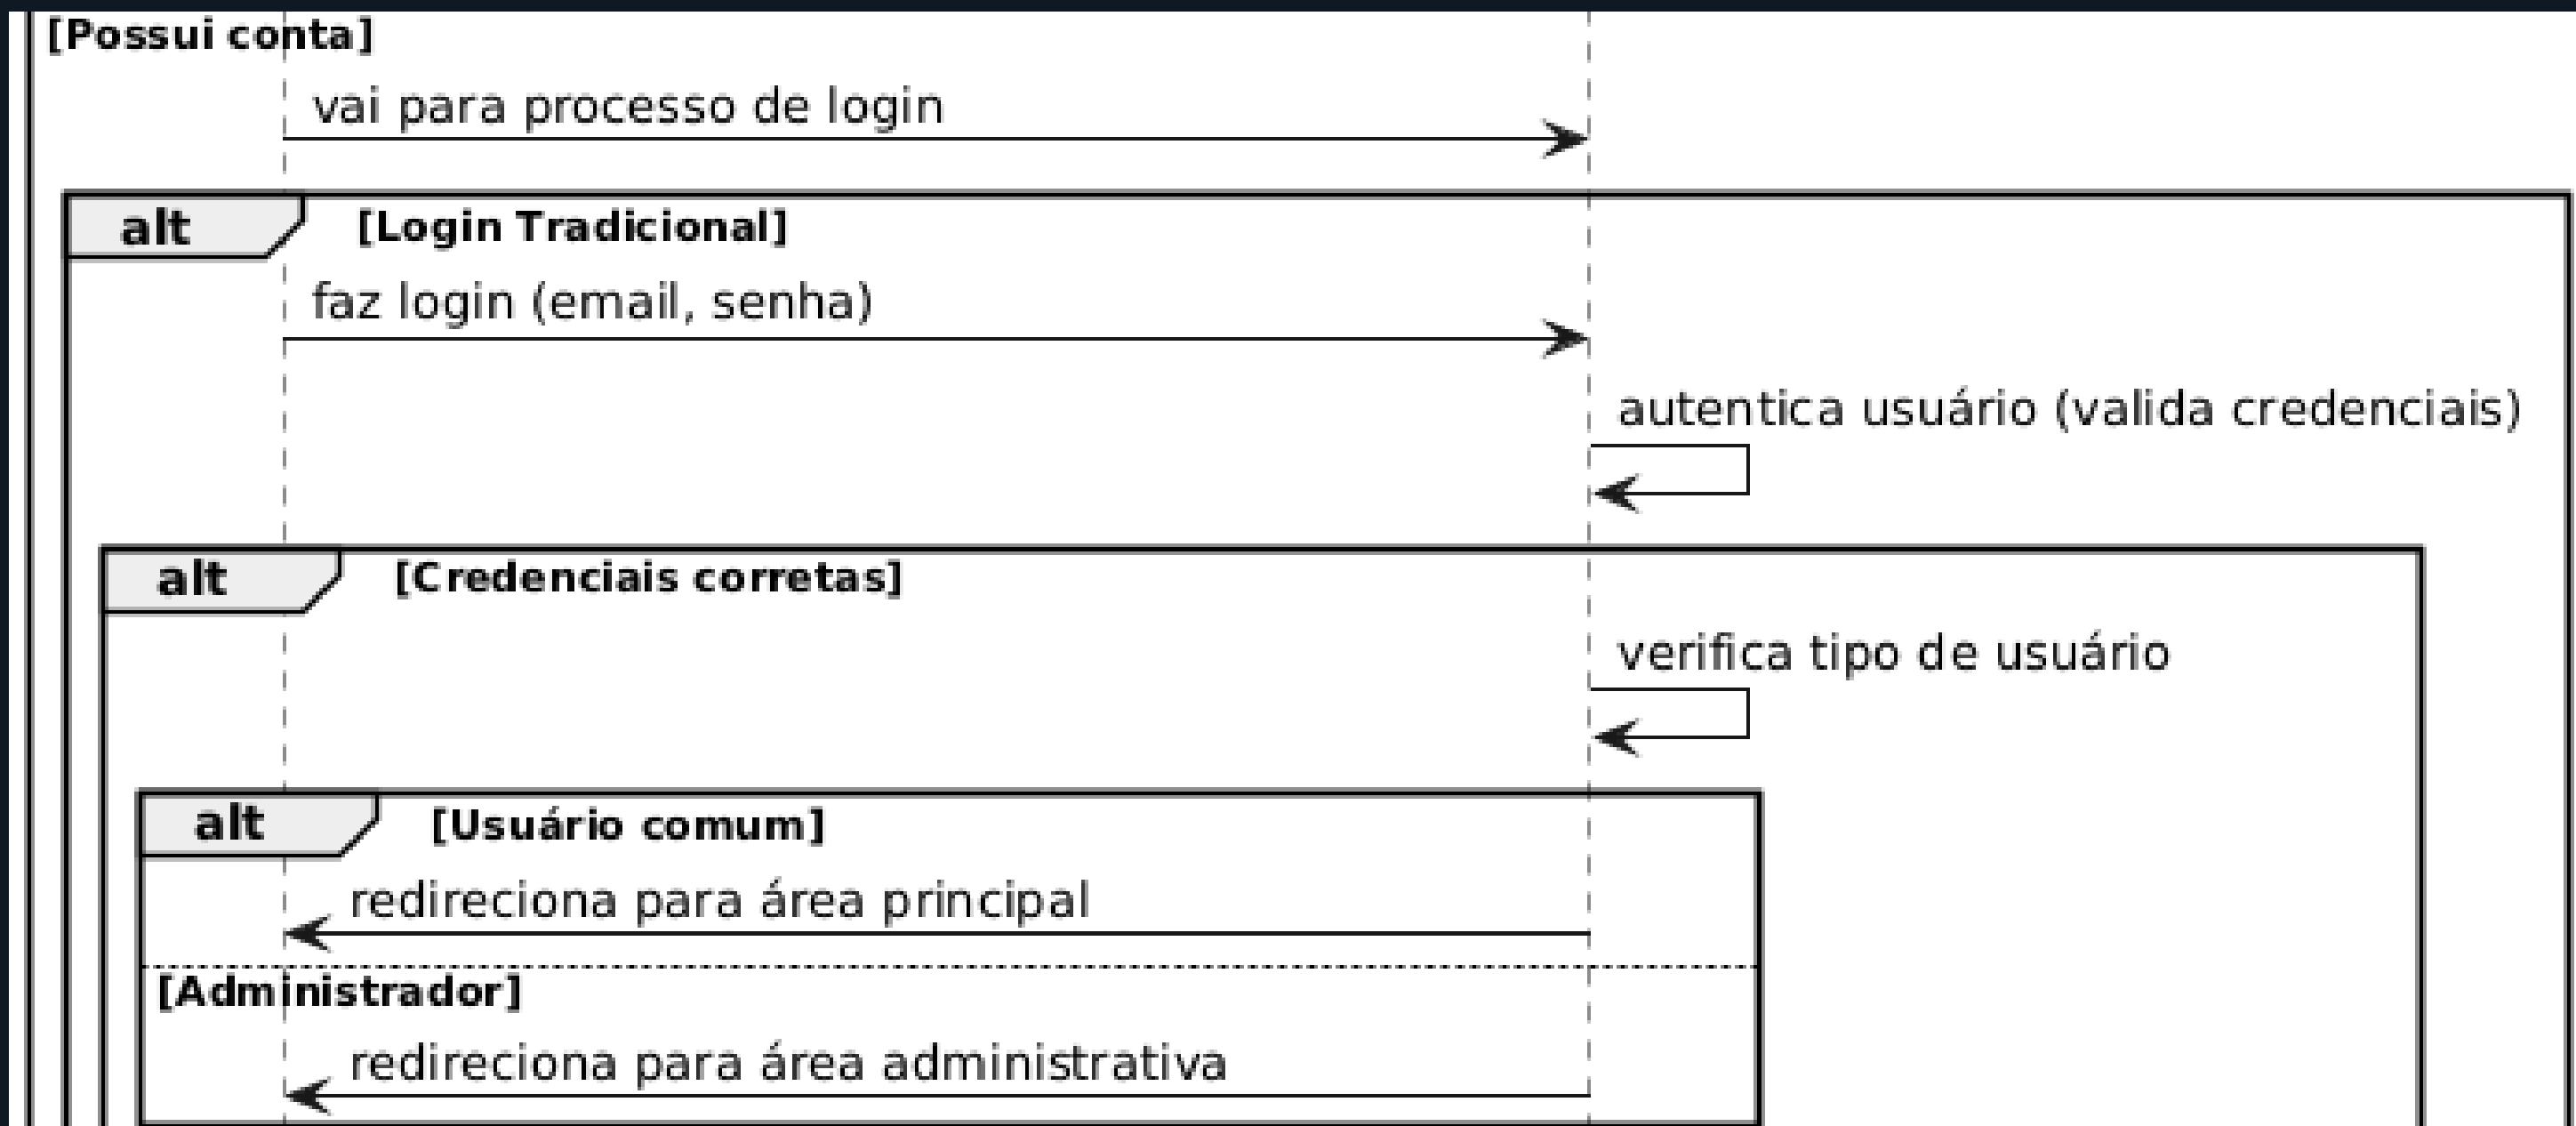 [Possui conta]
vai para processo de login
alt [Login Tradicional]
faz login (email, senha)
autentica usuário (valida credenciais)
alt [Credenciais corretas]
verifica tipo de usuário
alt [Usuário comum]
redireciona para área principal
[Administrador]
redireciona para área administrativa